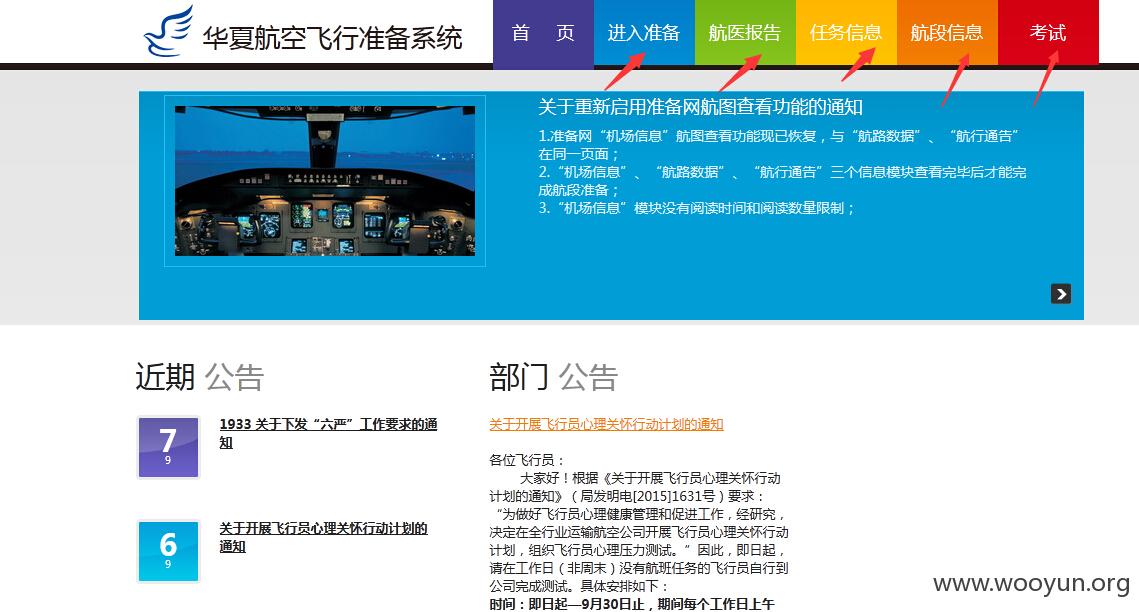 华夏航空飞行准备系统
首 页
进入准备
航医报告
任务信息
航段信息
考试
关于重新启用准备网航图查看功能的通知
1.准备网“机场信息”航图查看功能现已恢复，与“航路数据”、“航行通告”
在同一页面；
2.“机场信息”、“航路数据”、“航行通告”三个信息模块查看完毕后才能完
成航段准备；
3.“机场信息”模块没有阅读时间和阅读数量限制；
近期 公告
7
9
1933 关于下发“六严”工作要求的通
知
6
9
关于开展飞行员心理关怀行动计划的
通知
部门 公告
关于开展飞行员心理关怀行动计划的通知
各位飞行员：
大家好！根据《关于开展飞行员心理关怀行动
计划的通知》（局发明电[2015]1631号）要求：
“为做好飞行员心理健康管理和促进工作，经研究，
决定在全行业运输航空公司开展飞行员心理关怀行动
计划，组织飞行员心理压力测试。”因此，即日起，
请在工作日（非周末）没有航班任务的飞行员自行到
公司完成测试。具体安排如下：
时间：即日起—9月30日止，期间每个工作日上午
www.wooyun.org